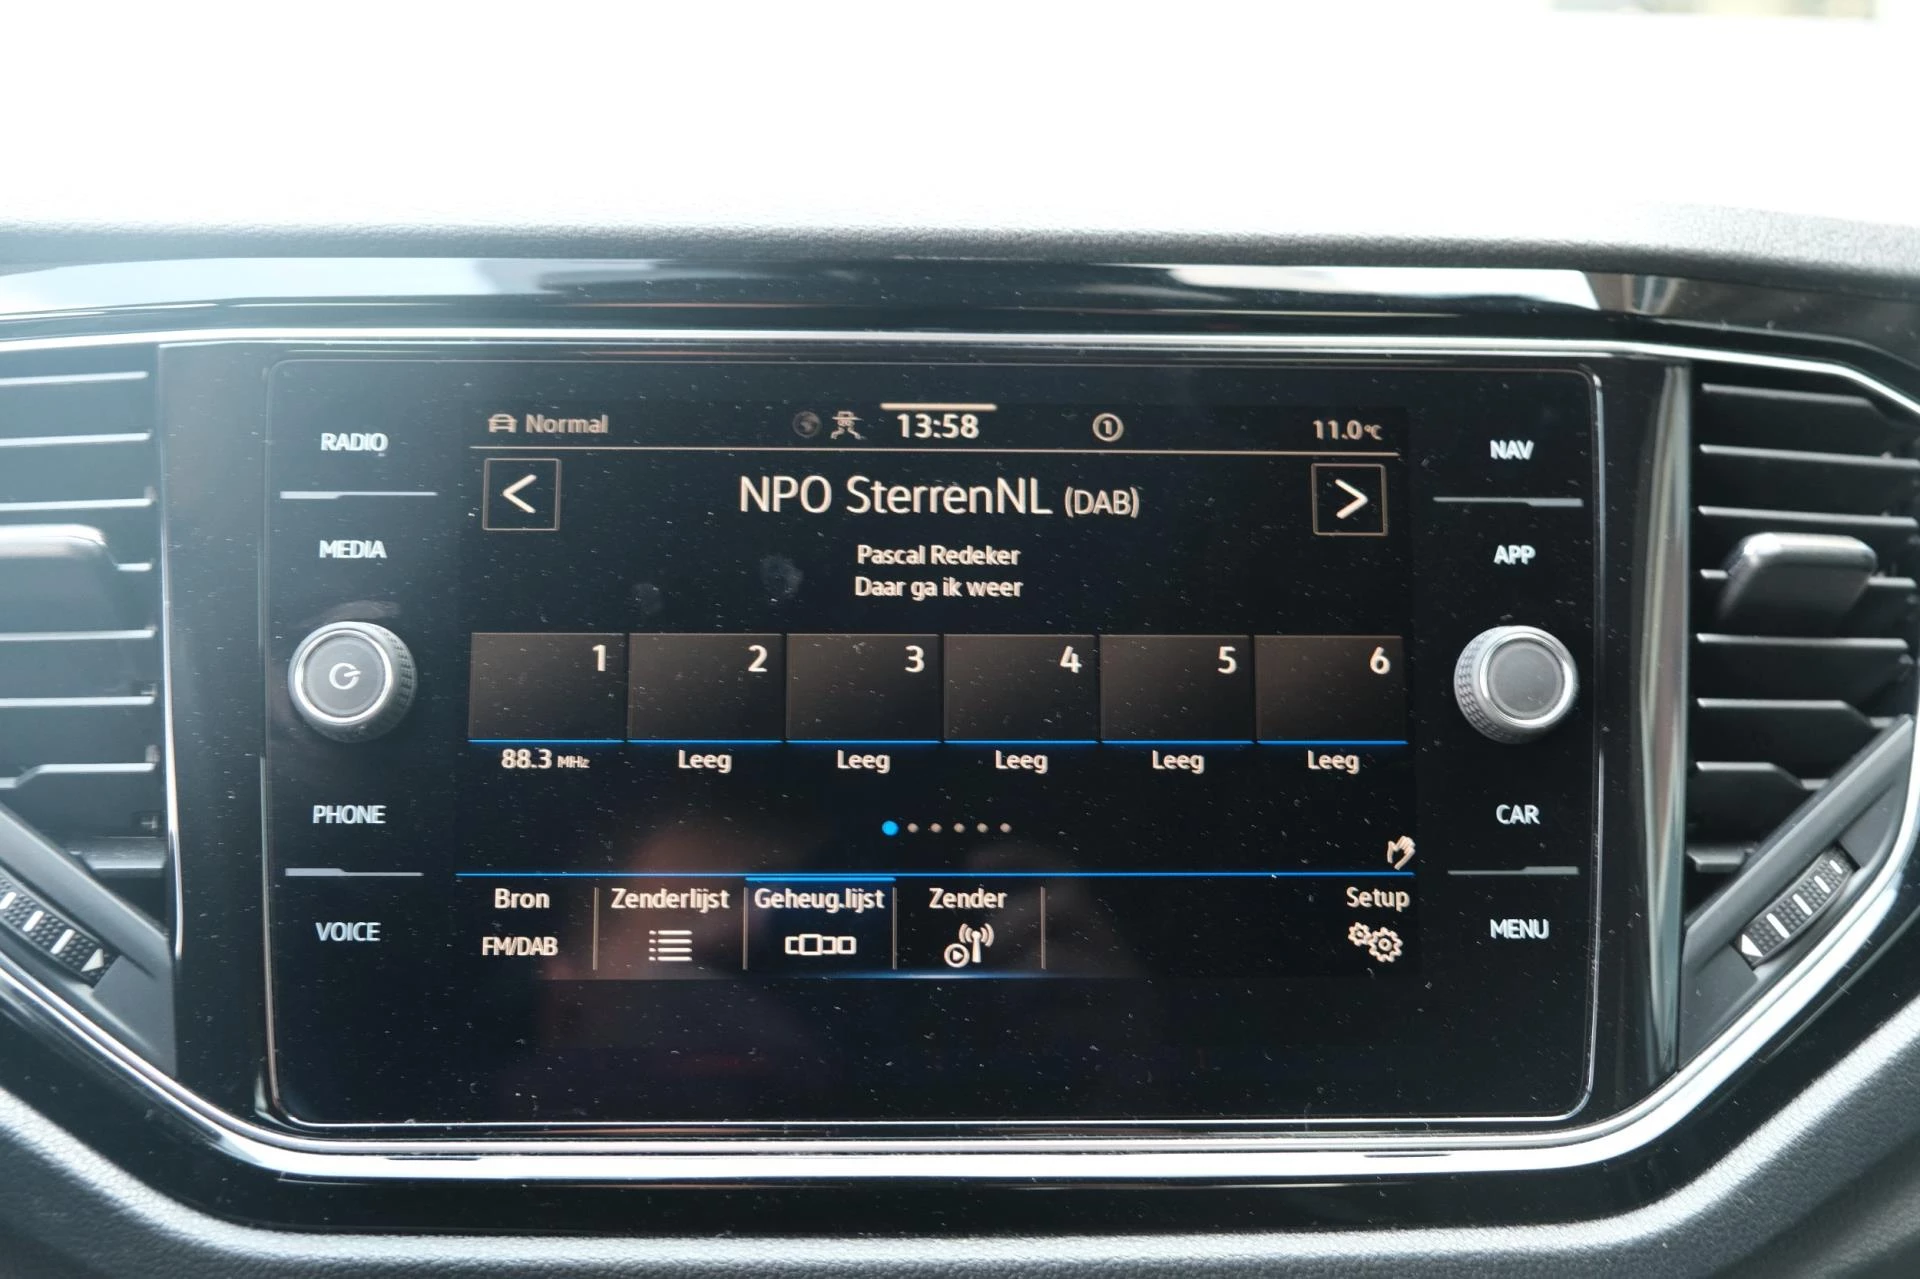 RADIO
MEDIA
PHONE
VOICE
Normal
13:58
1
11.0°C
<
NPO SterrenNL (DAB)
>
Pascal Redeker
Daar ga ik weer
1 2 3 4 5 6
88.3 MHz Leeg Leeg Leeg Leeg Leeg
Bron Zenderlijst Geheug.lijst Zender Setup
FM/DAB
NAV
APP
CAR
MENU